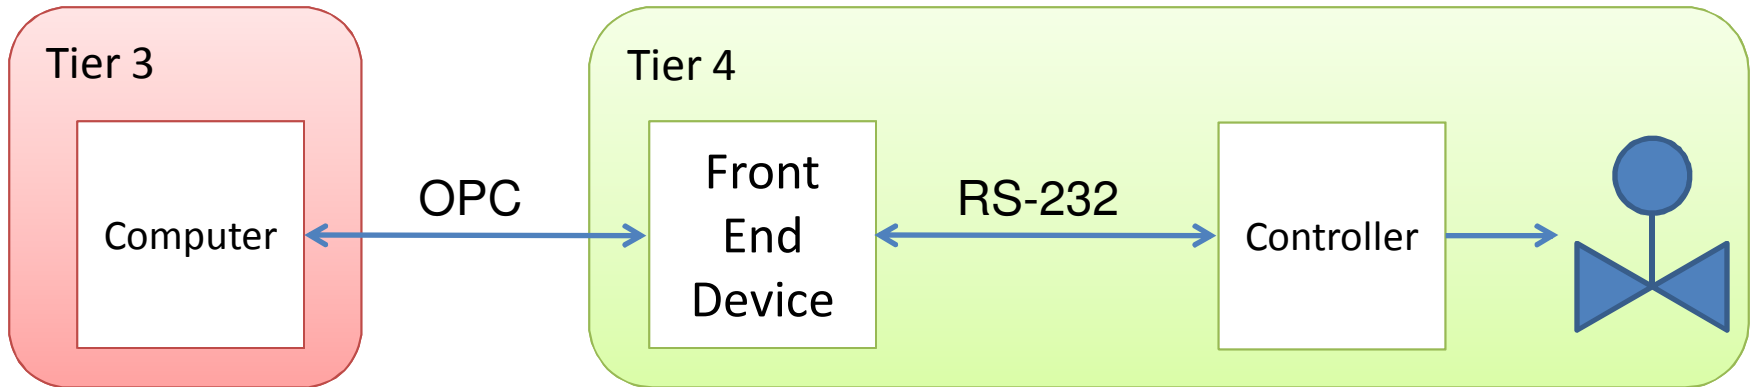 Tier 3
Computer
OPC
Tier 4
Front
End
Device
RS-232
Controller